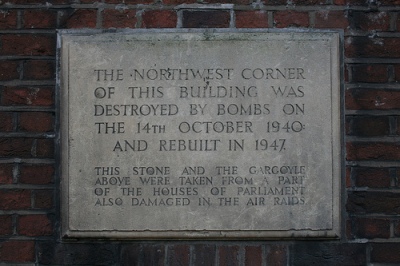 THE NORTHWEST CORNER
OF THIS BUILDING WAS
DESTROYED BY BOMBS ON
THE 14TH OCTOBER 1940
AND REBUILT IN 1947.
THIS STONE AND THE GARGOYLE
ABOVE WERE TAKEN FROM A PART
OF THE HOUSES OF PARLIAMENT
ALSO DAMAGED IN THE AIR RAIDS